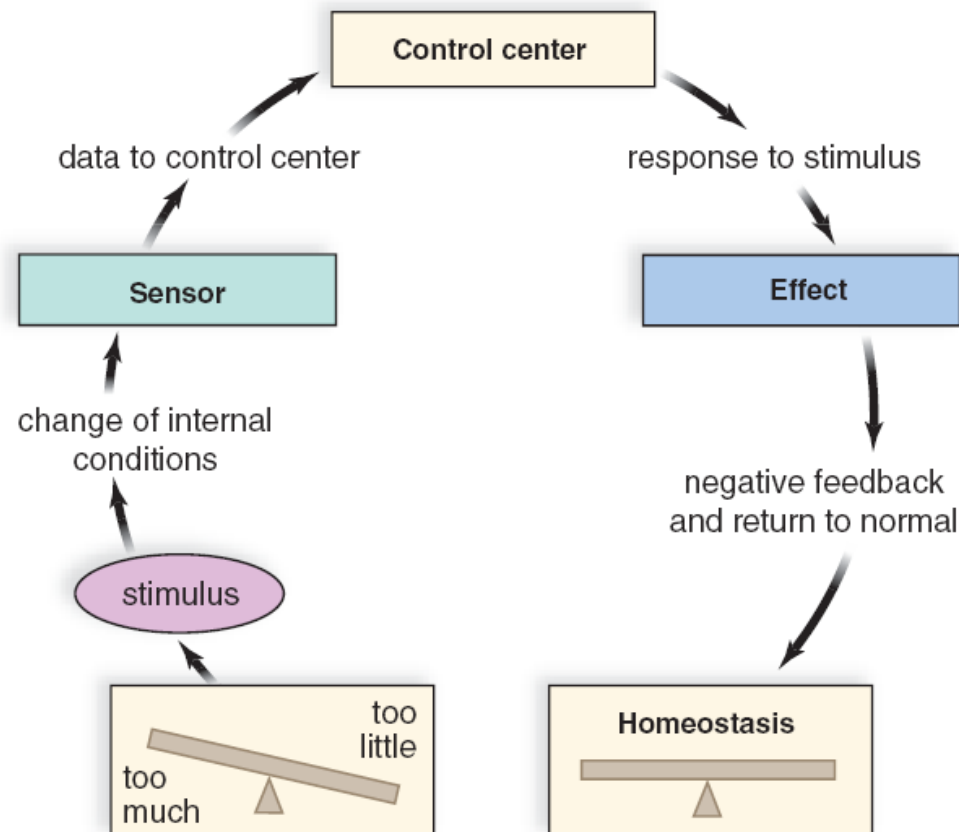 Control center
data to control center
response to stimulus
Sensor
Effect
change of internal
conditions
negative feedback
and return to normal
stimulus
too
little
too
much
Homeostasis